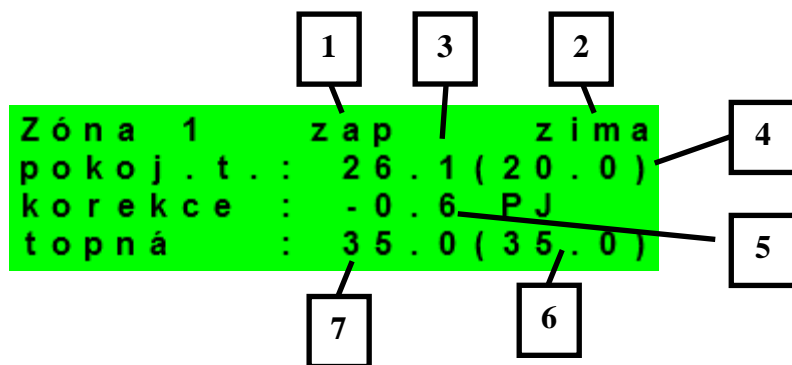 1 3 2
Zóna 1 zap zima
4
pokoj.t.: 26.1(20.0)
korekce : -0.6 PJ
5
topná : 35.0(35.0)
7 6